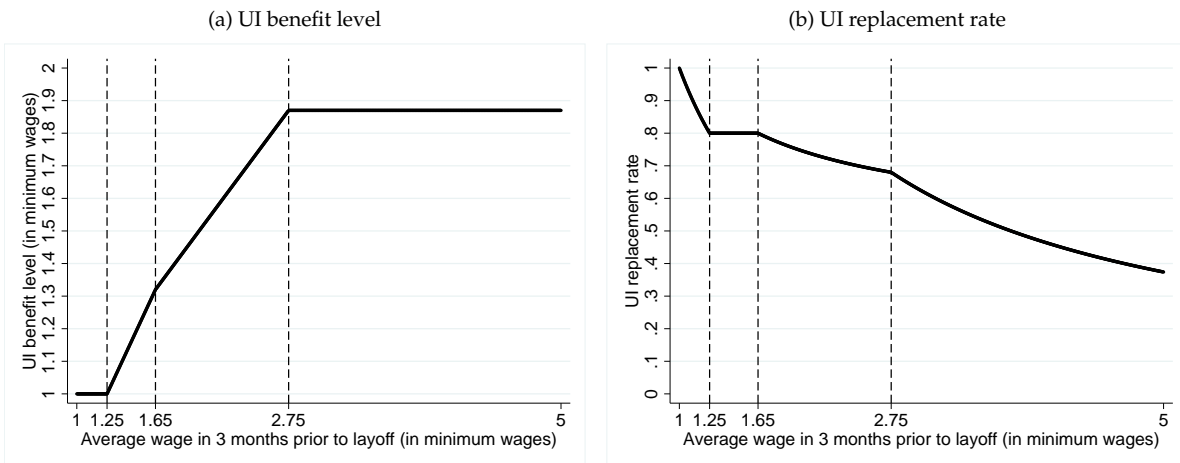 (a) UI benefit level
UI benefit level (in minimum wages)
2
1.9
1.8
1.7
1.6
1.5
1.4
1.3
1.2
1.1
1
1 1.25 1.65 2.75 5
Average wage in 3 months prior to layoff (in minimum wages)
(b) UI replacement rate
UI replacement rate
1
.9
.8
.7
.6
.5
.4
.3
.2
.1
0
1 1.25 1.65 2.75 5
Average wage in 3 months prior to layoff (in minimum wages)